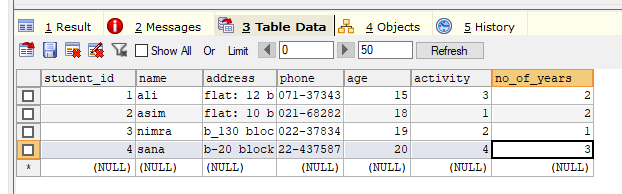 1 Result 2 Messages 3 Table Data 4 Objects 5 History
Show All Or Limit 0 50 Refresh
student_id name address phone age activity no_of_years
1 ali flat: 12 b 071-37343 15 3 2
2 asim flat: 10 b 021-68282 18 1 2
3 nimra b_130 bloc 022-37834 19 2 1
4 sana b-20 block 22-437587 20 4 3
* (NULL) (NULL) (NULL) (NULL) (NULL) (NULL) (NULL)